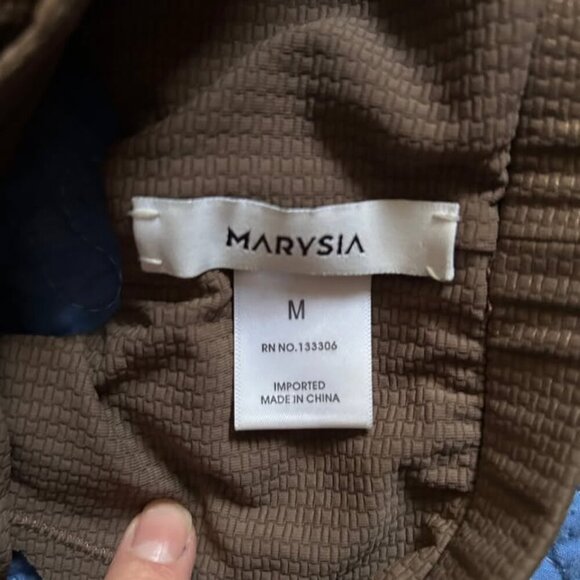 MARYSIA
M
RN NO.133306
IMPORTED
MADE IN CHINA